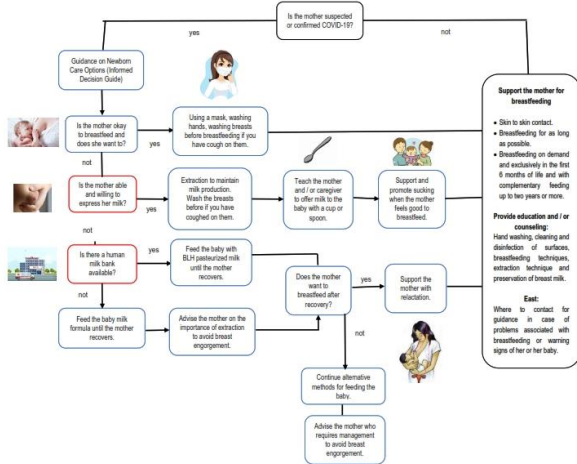 Is the mother suspected
or confirmed COVID-19?
yes
not
Guidance on Newborn
Care Options (Informed
Decision Guide)
Is the mother okay
to breastfeed and
does she want to?
yes
Using a mask, washing
hands, washing breasts
before breastfeeding if you
have cough on them.
not
Is the mother able
and willing to
express her milk?
yes
Extraction to maintain
milk production.
Wash the breasts
before if you have
coughed on them.
Teach the mother
and / or caregiver
to offer milk to the
baby with a cup or
spoon.
Support and
promote sucking
when the mother
feels good to
breastfeed.
not
Is there a human
milk bank
available?
yes
Feed the baby with
BLH pasteurized milk
until the mother
recovers.
not
Feed the baby milk
formula until the mother
recovers.
Advise the mother on
the importance of extraction
to avoid breast
engorgement.
Does the mother
want to
breastfeed after
recovery?
yes
Support the
mother with
relactation.
not
Continue alternative
methods for feeding the
baby.
Advise the mother who
requires management
to avoid breast
engorgement.
Support the mother for
breastfeeding
• Skin to skin contact.
• Breastfeeding for as long
as possible.
• Breastfeeding on demand
and exclusively in the first
6 months of life and with
complementary feeding
up to two years or more.
Provide education and / or
counseling:
Hand washing, cleaning and
disinfection of surfaces,
breastfeeding techniques,
extraction technique and
preservation of breast milk.
East:
Where to contact for
guidance in case of
problems associated with
breastfeeding or warning
signs of her or her baby.